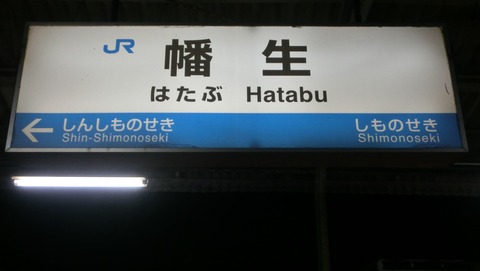 JR 幡生
はたぶ Hatabu
← しんしものせき しものせき
Shin-Shimonoseki Shimonoseki